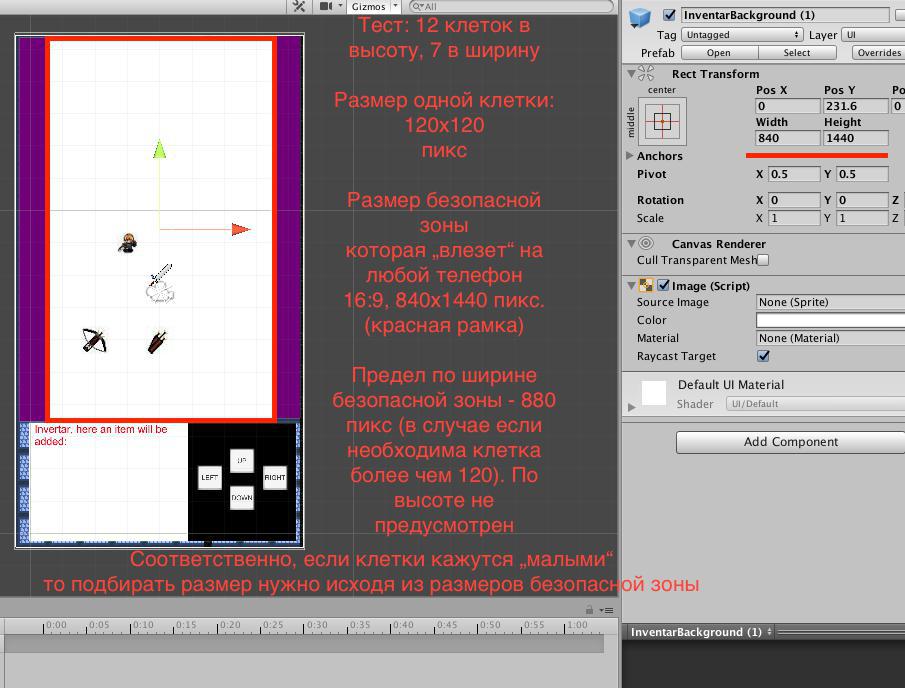 Gizmos
All
Тест: 12 клеток в
высоту, 7 в ширину
Размер одной клетки:
120x120
пикс
Размер безопасной
зоны
которая „влезет“ на
любой телефон
16:9, 840x1440 пикс.
(красная рамка)
Предел по ширине
безопасной зоны - 880
пикс (в случае если
необходима клетка
более чем 120). По
высоте не
предусмотрен
Соответственно, если клетки кажутся „малыми“
то подбирать размер нужно исходя из размеров безопасной зоны
Invertar. here an item will be
added:
UP
LEFT
RIGHT
DOWN
0:00 0:05 0:10 0:15 0:20 0:25 0:30 0:35 0:40 0:45 0:50 0:55 1:00
InventarBackground (1)
Tag Untagged Layer UI
Prefab Open Select Overrides
Rect Transform
center
middle
Pos X Pos Y Po
0 231.6 0
Width Height
840 1440
Anchors
Pivot X 0.5 Y 0.5
Rotation X 0 Y 0 Z
Scale X 1 Y 1 Z
Canvas Renderer
Cull Transparent Mesh
Image (Script)
Source Image None (Sprite)
Color
Material None (Material)
Raycast Target
Default UI Material
Shader UI/Default
Add Component
InventarBackground (1)